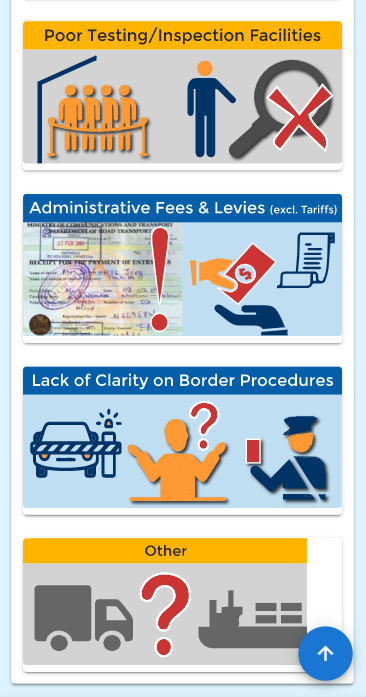 Poor Testing/Inspection Facilities
Administrative Fees & Levies (excl. Tariffs)
MINISTRY OF COMMUNICATIONS AND TRANSPORT
DEPARTMENT OF ROAD TRANSPORT
RECEIPT FOR THE PAYMENT OF ENTRY
Lack of Clarity on Border Procedures
Other